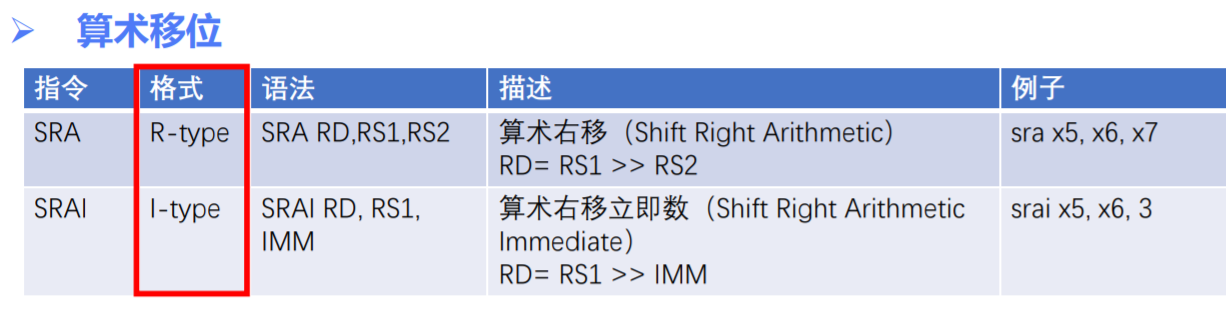 ➢ 算术移位
指令 格式 语法 描述 例子
SRA R-type SRA RD,RS1,RS2 算术右移（Shift Right Arithmetic） sra x5, x6, x7
RD= RS1 >> RS2
SRAI I-type SRAI RD, RS1, 算术右移立即数（Shift Right Arithmetic srai x5, x6, 3
IMM Immediate）
RD= RS1 >> IMM